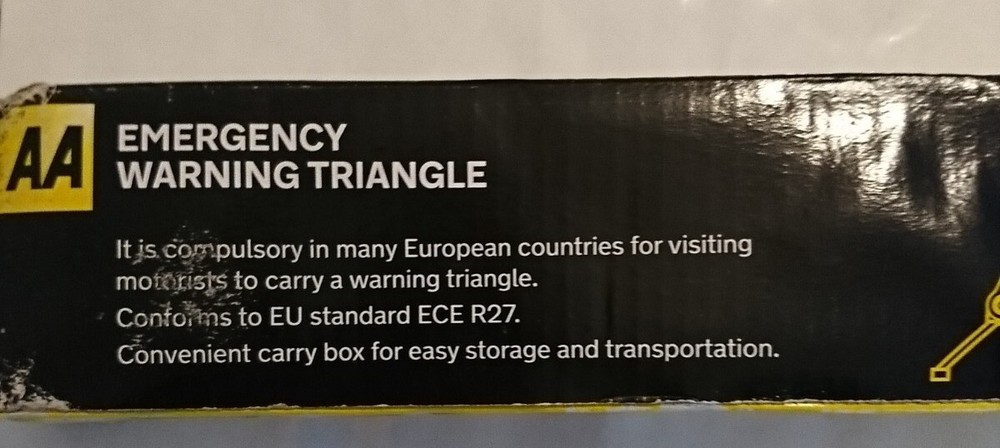 AA
EMERGENCY
WARNING TRIANGLE
It is compulsory in many European countries for visiting
motorists to carry a warning triangle.
Conforms to EU standard ECE R27.
Convenient carry box for easy storage and transportation.